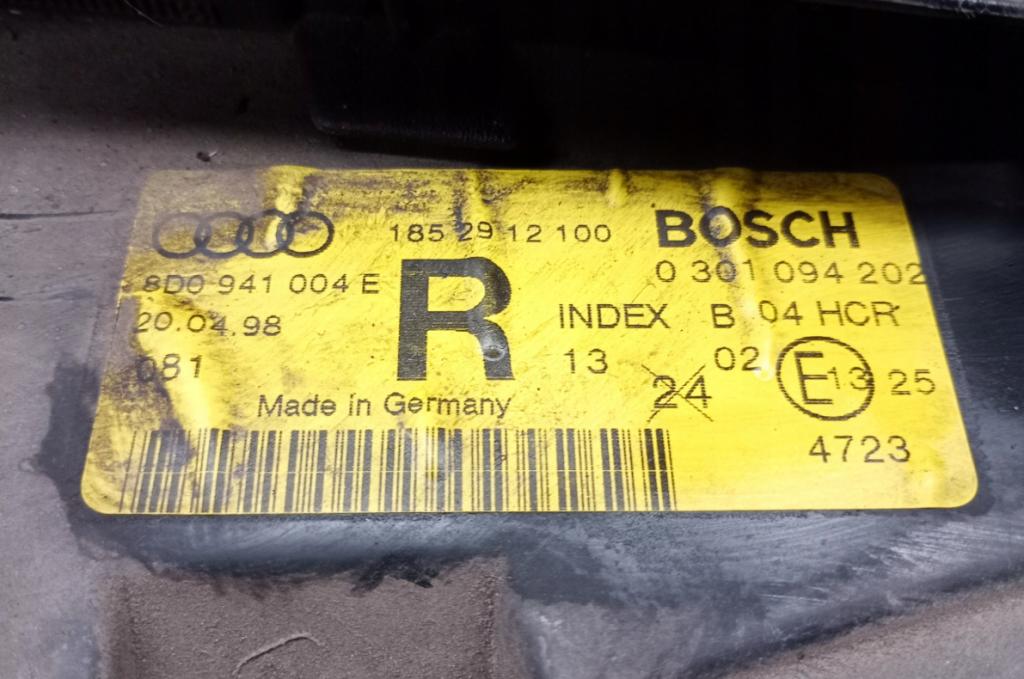 185 29 12 100 BOSCH
8D0 941 004 E 0 301 094 202
R
20.04.98 INDEX B 04 HCR
081 13 02 E13 25
24
Made in Germany
4723